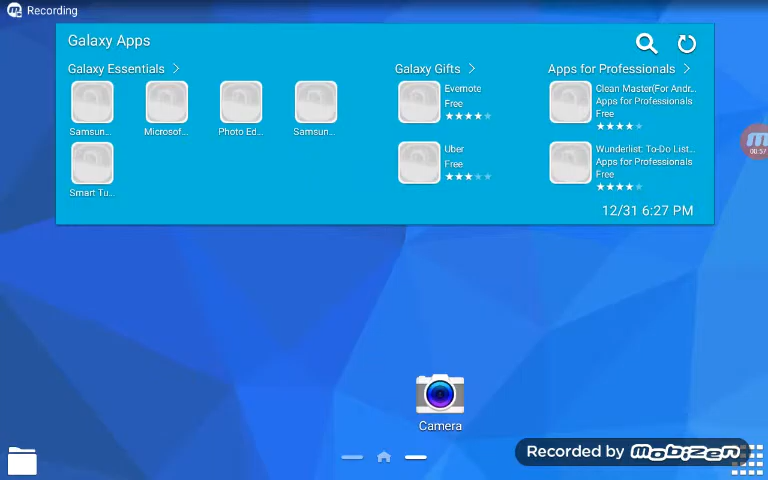 Recording
Galaxy Apps
Galaxy Essentials
Samsun...
Microsof...
Photo Ed...
Samsun...
Smart Tu...
Galaxy Gifts
Evernote
Free
Uber
Free
Apps for Professionals
Clean Master(For Andr...
Apps for Professionals
Free
Wunderlist: To-Do List...
Apps for Professionals
Free
12/31 6:27 PM
00:57
Camera
Recorded by mobizen